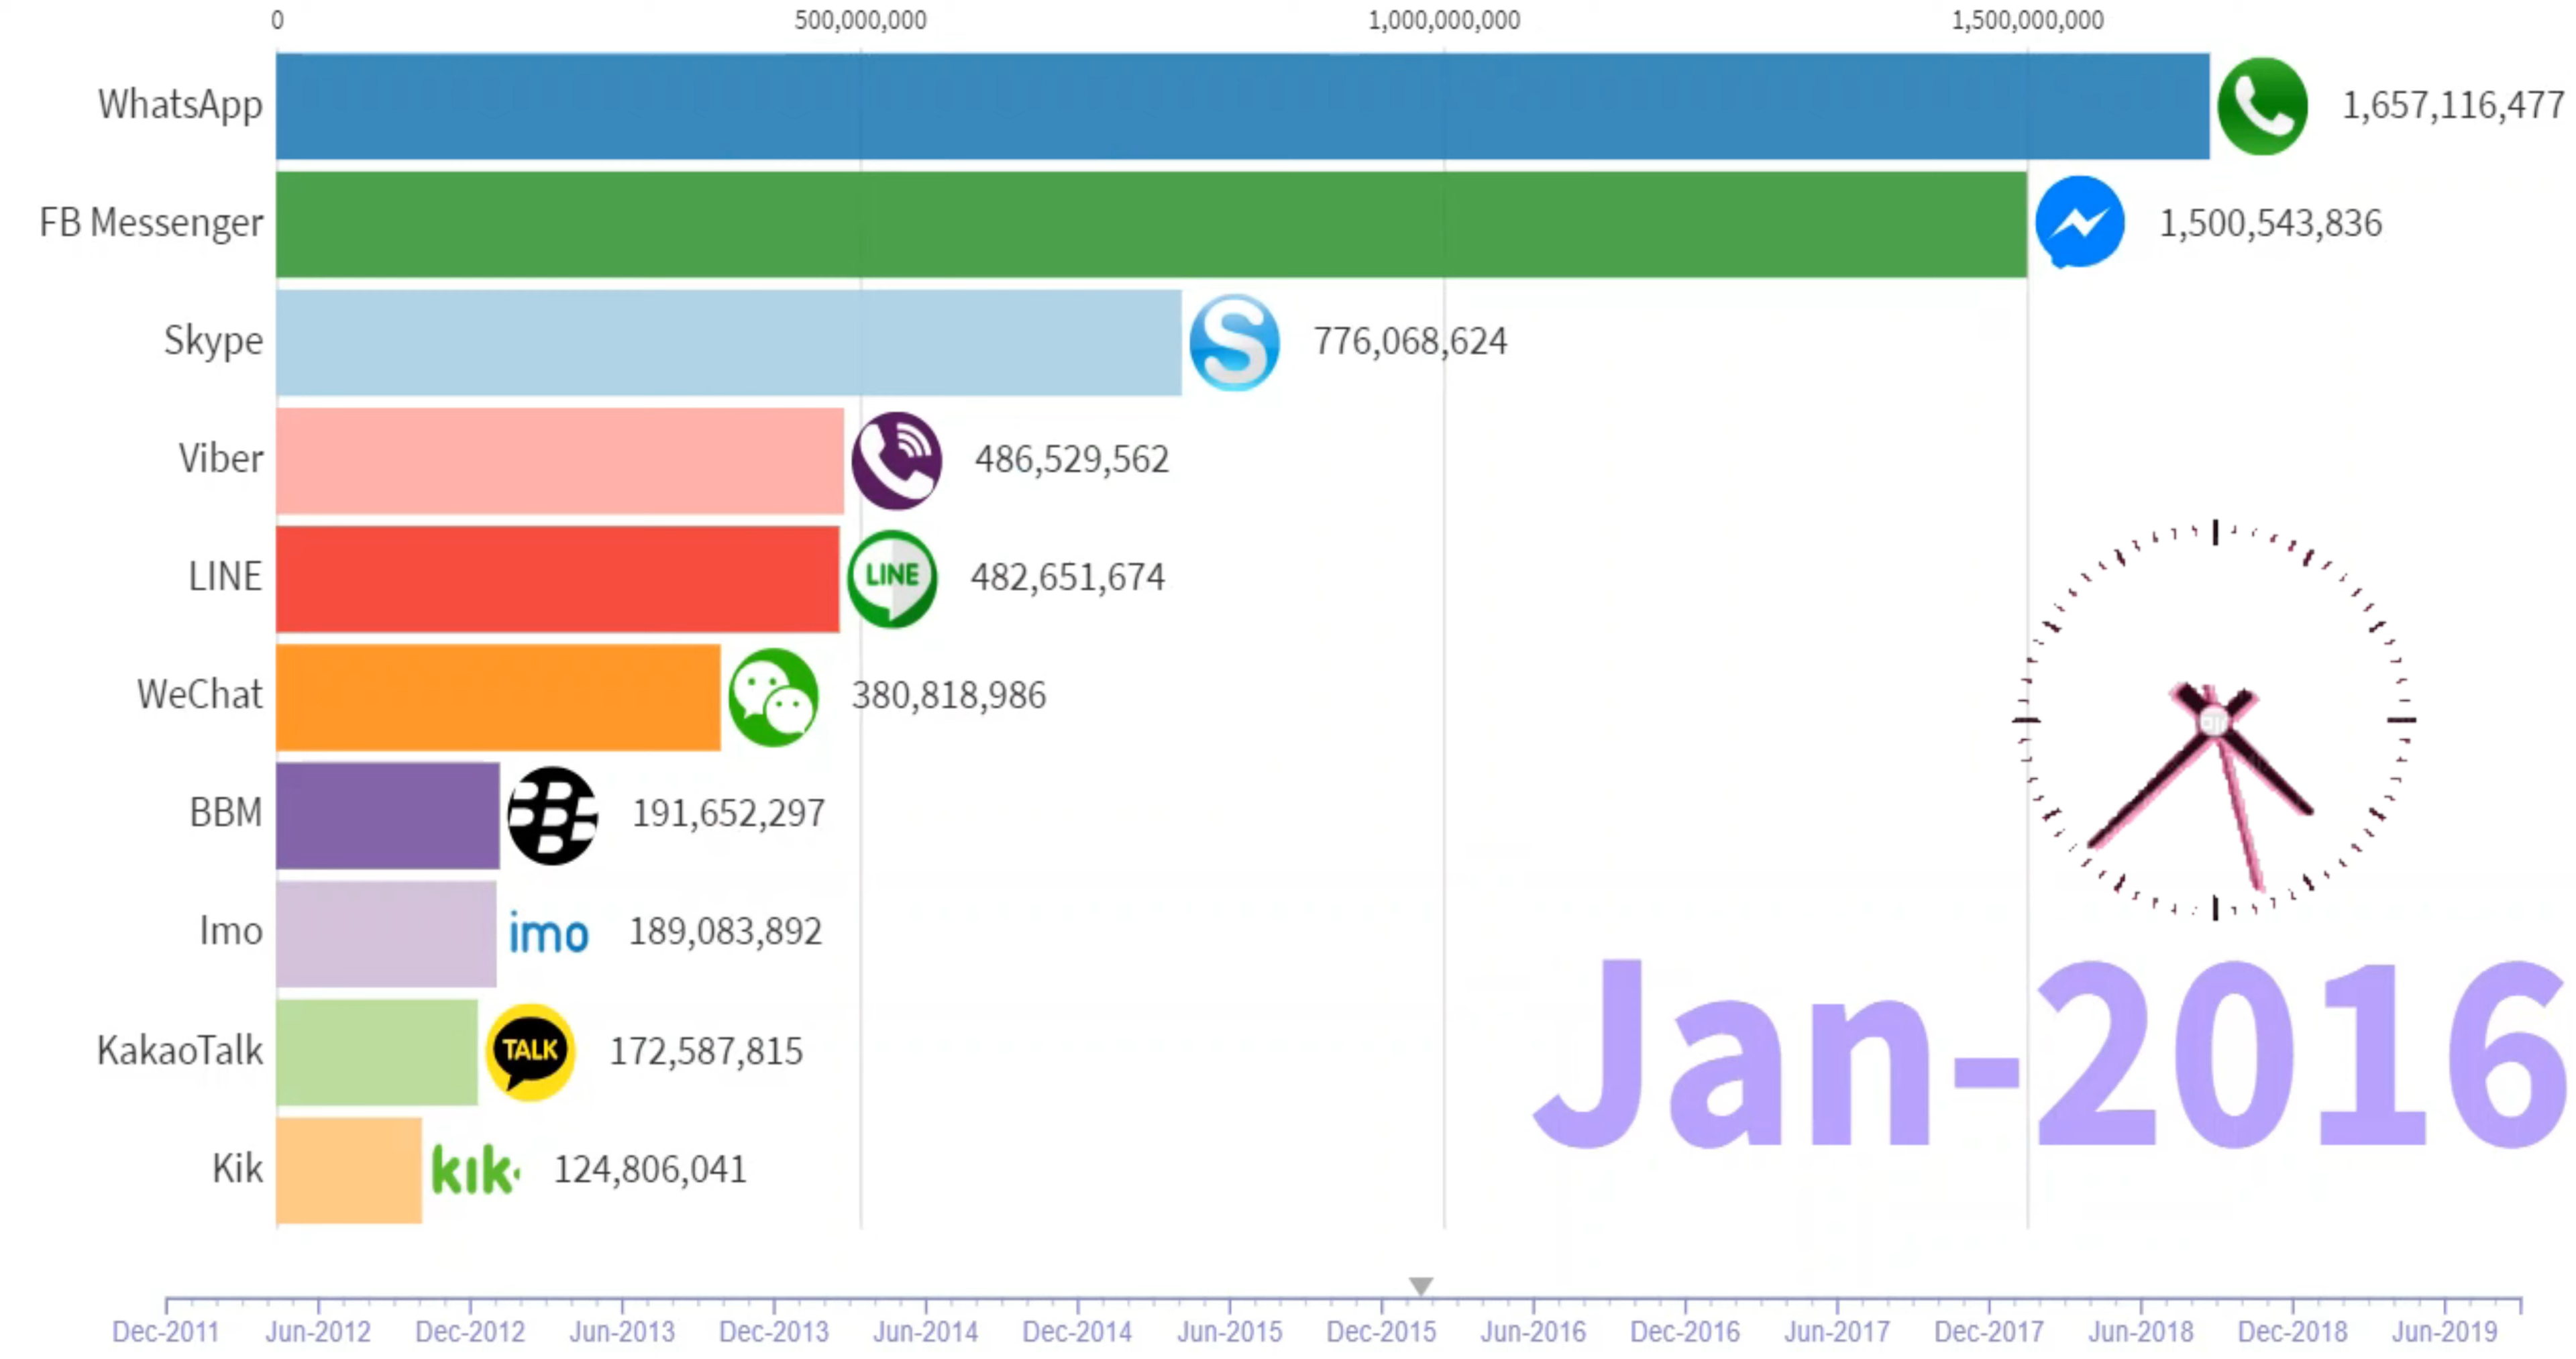 0 500,000,000 1,000,000,000 1,500,000,000
WhatsApp 1,657,116,477
FB Messenger 1,500,543,836
Skype S 776,068,624
Viber 486,529,562
LINE LINE 482,651,674
WeChat 380,818,986
BBM 191,652,297
Imo imo 189,083,892
KakaoTalk TALK 172,587,815
Kik kik 124,806,041
Jan-2016
Dec-2011 Jun-2012 Dec-2012 Jun-2013 Dec-2013 Jun-2014 Dec-2014 Jun-2015 Dec-2015 Jun-2016 Dec-2016 Jun-2017 Dec-2017 Jun-2018 Dec-2018 Jun-2019